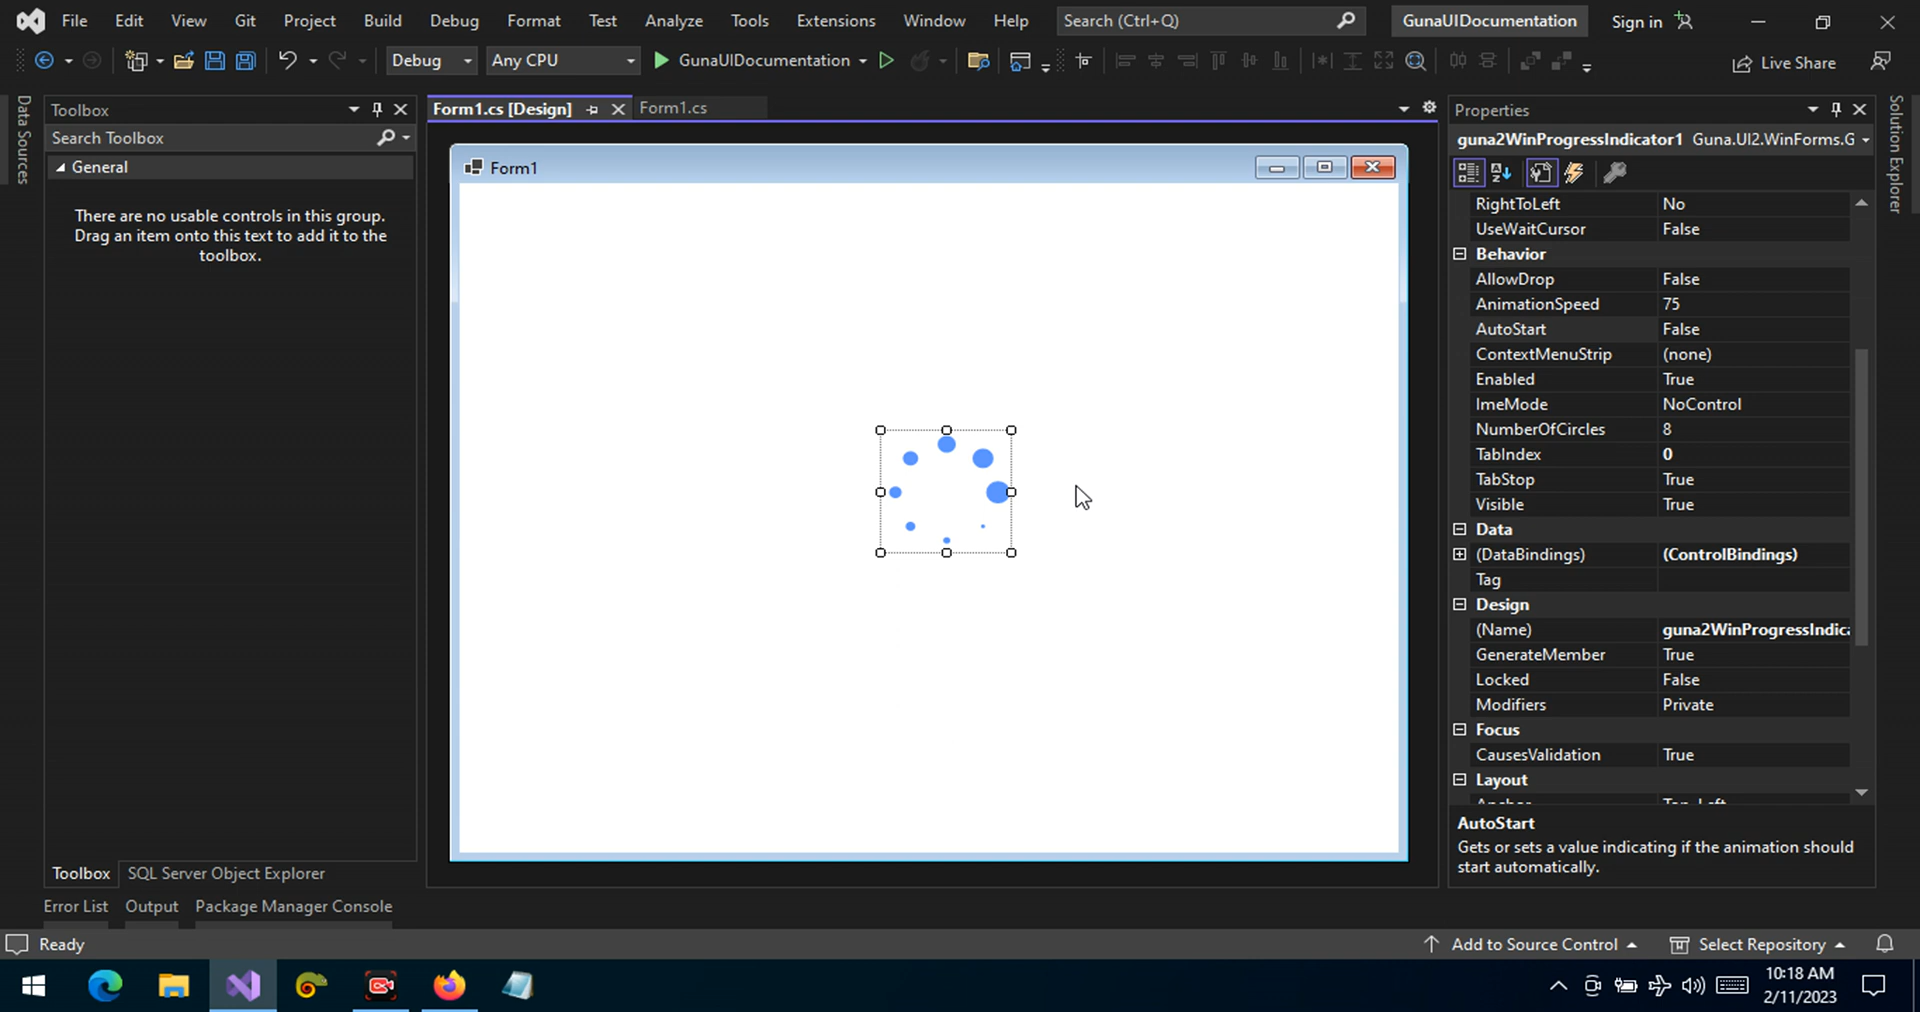 File Edit View Git Project Build Debug Format Test Analyze Tools Extensions Window Help Search (Ctrl+Q) GunaUIDocumentation Sign in
Debug Any CPU GunaUIDocumentation Live Share
Data Sources
Toolbox
Search Toolbox
General
There are no usable controls in this group.
Drag an item onto this text to add it to the
toolbox.
Toolbox SQL Server Object Explorer
Form1.cs [Design] Form1.cs
Form1
Properties
guna2WinProgressIndicator1 Guna.UI2.WinForms.G
RightToLeft No
UseWaitCursor False
Behavior
AllowDrop False
AnimationSpeed 75
AutoStart False
ContextMenuStrip (none)
Enabled True
ImeMode NoControl
NumberOfCircles 8
TabIndex 0
TabStop True
Visible True
Data
(DataBindings) (ControlBindings)
Tag
Design
(Name) guna2WinProgressIndica
GenerateMember True
Locked False
Modifiers Private
Focus
CausesValidation True
Layout
AutoStart
Gets or sets a value indicating if the animation should
start automatically.
Solution Explorer
Error List Output Package Manager Console
Ready Add to Source Control Select Repository
10:18 AM
2/11/2023